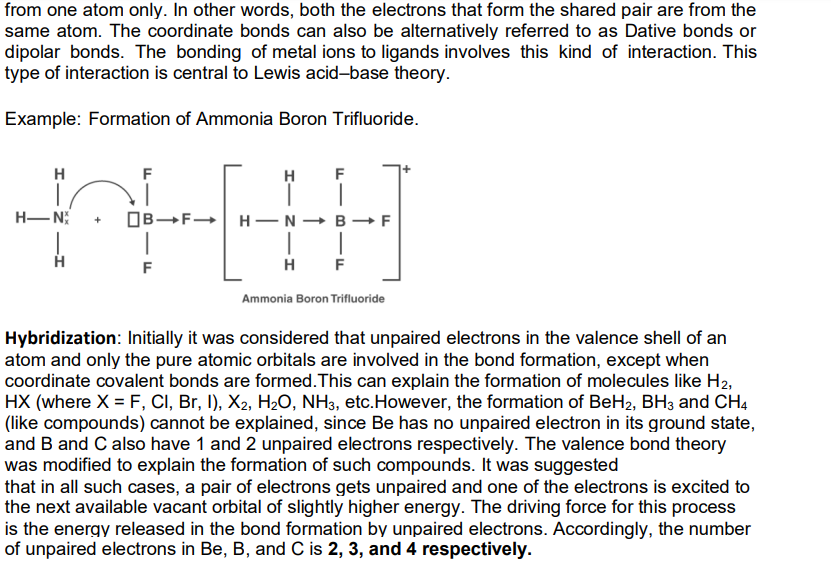 from one atom only. In other words, both the electrons that form the shared pair are from the
same atom. The coordinate bonds can also be alternatively referred to as Dative bonds or
dipolar bonds. The bonding of metal ions to ligands involves this kind of interaction. This
type of interaction is central to Lewis acid–base theory.
Example: Formation of Ammonia Boron Trifluoride.
H F H F +
H—N + B→F→ H — N → B → F
H F H F
Ammonia Boron Trifluoride
Hybridization: Initially it was considered that unpaired electrons in the valence shell of an
atom and only the pure atomic orbitals are involved in the bond formation, except when
coordinate covalent bonds are formed.This can explain the formation of molecules like H₂,
HX (where X = F, Cl, Br, I), X₂, H₂O, NH₃, etc.However, the formation of BeH₂, BH₃ and CH₄
(like compounds) cannot be explained, since Be has no unpaired electron in its ground state,
and B and C also have 1 and 2 unpaired electrons respectively. The valence bond theory
was modified to explain the formation of such compounds. It was suggested
that in all such cases, a pair of electrons gets unpaired and one of the electrons is excited to
the next available vacant orbital of slightly higher energy. The driving force for this process
is the energy released in the bond formation by unpaired electrons. Accordingly, the number
of unpaired electrons in Be, B, and C is 2, 3, and 4 respectively.